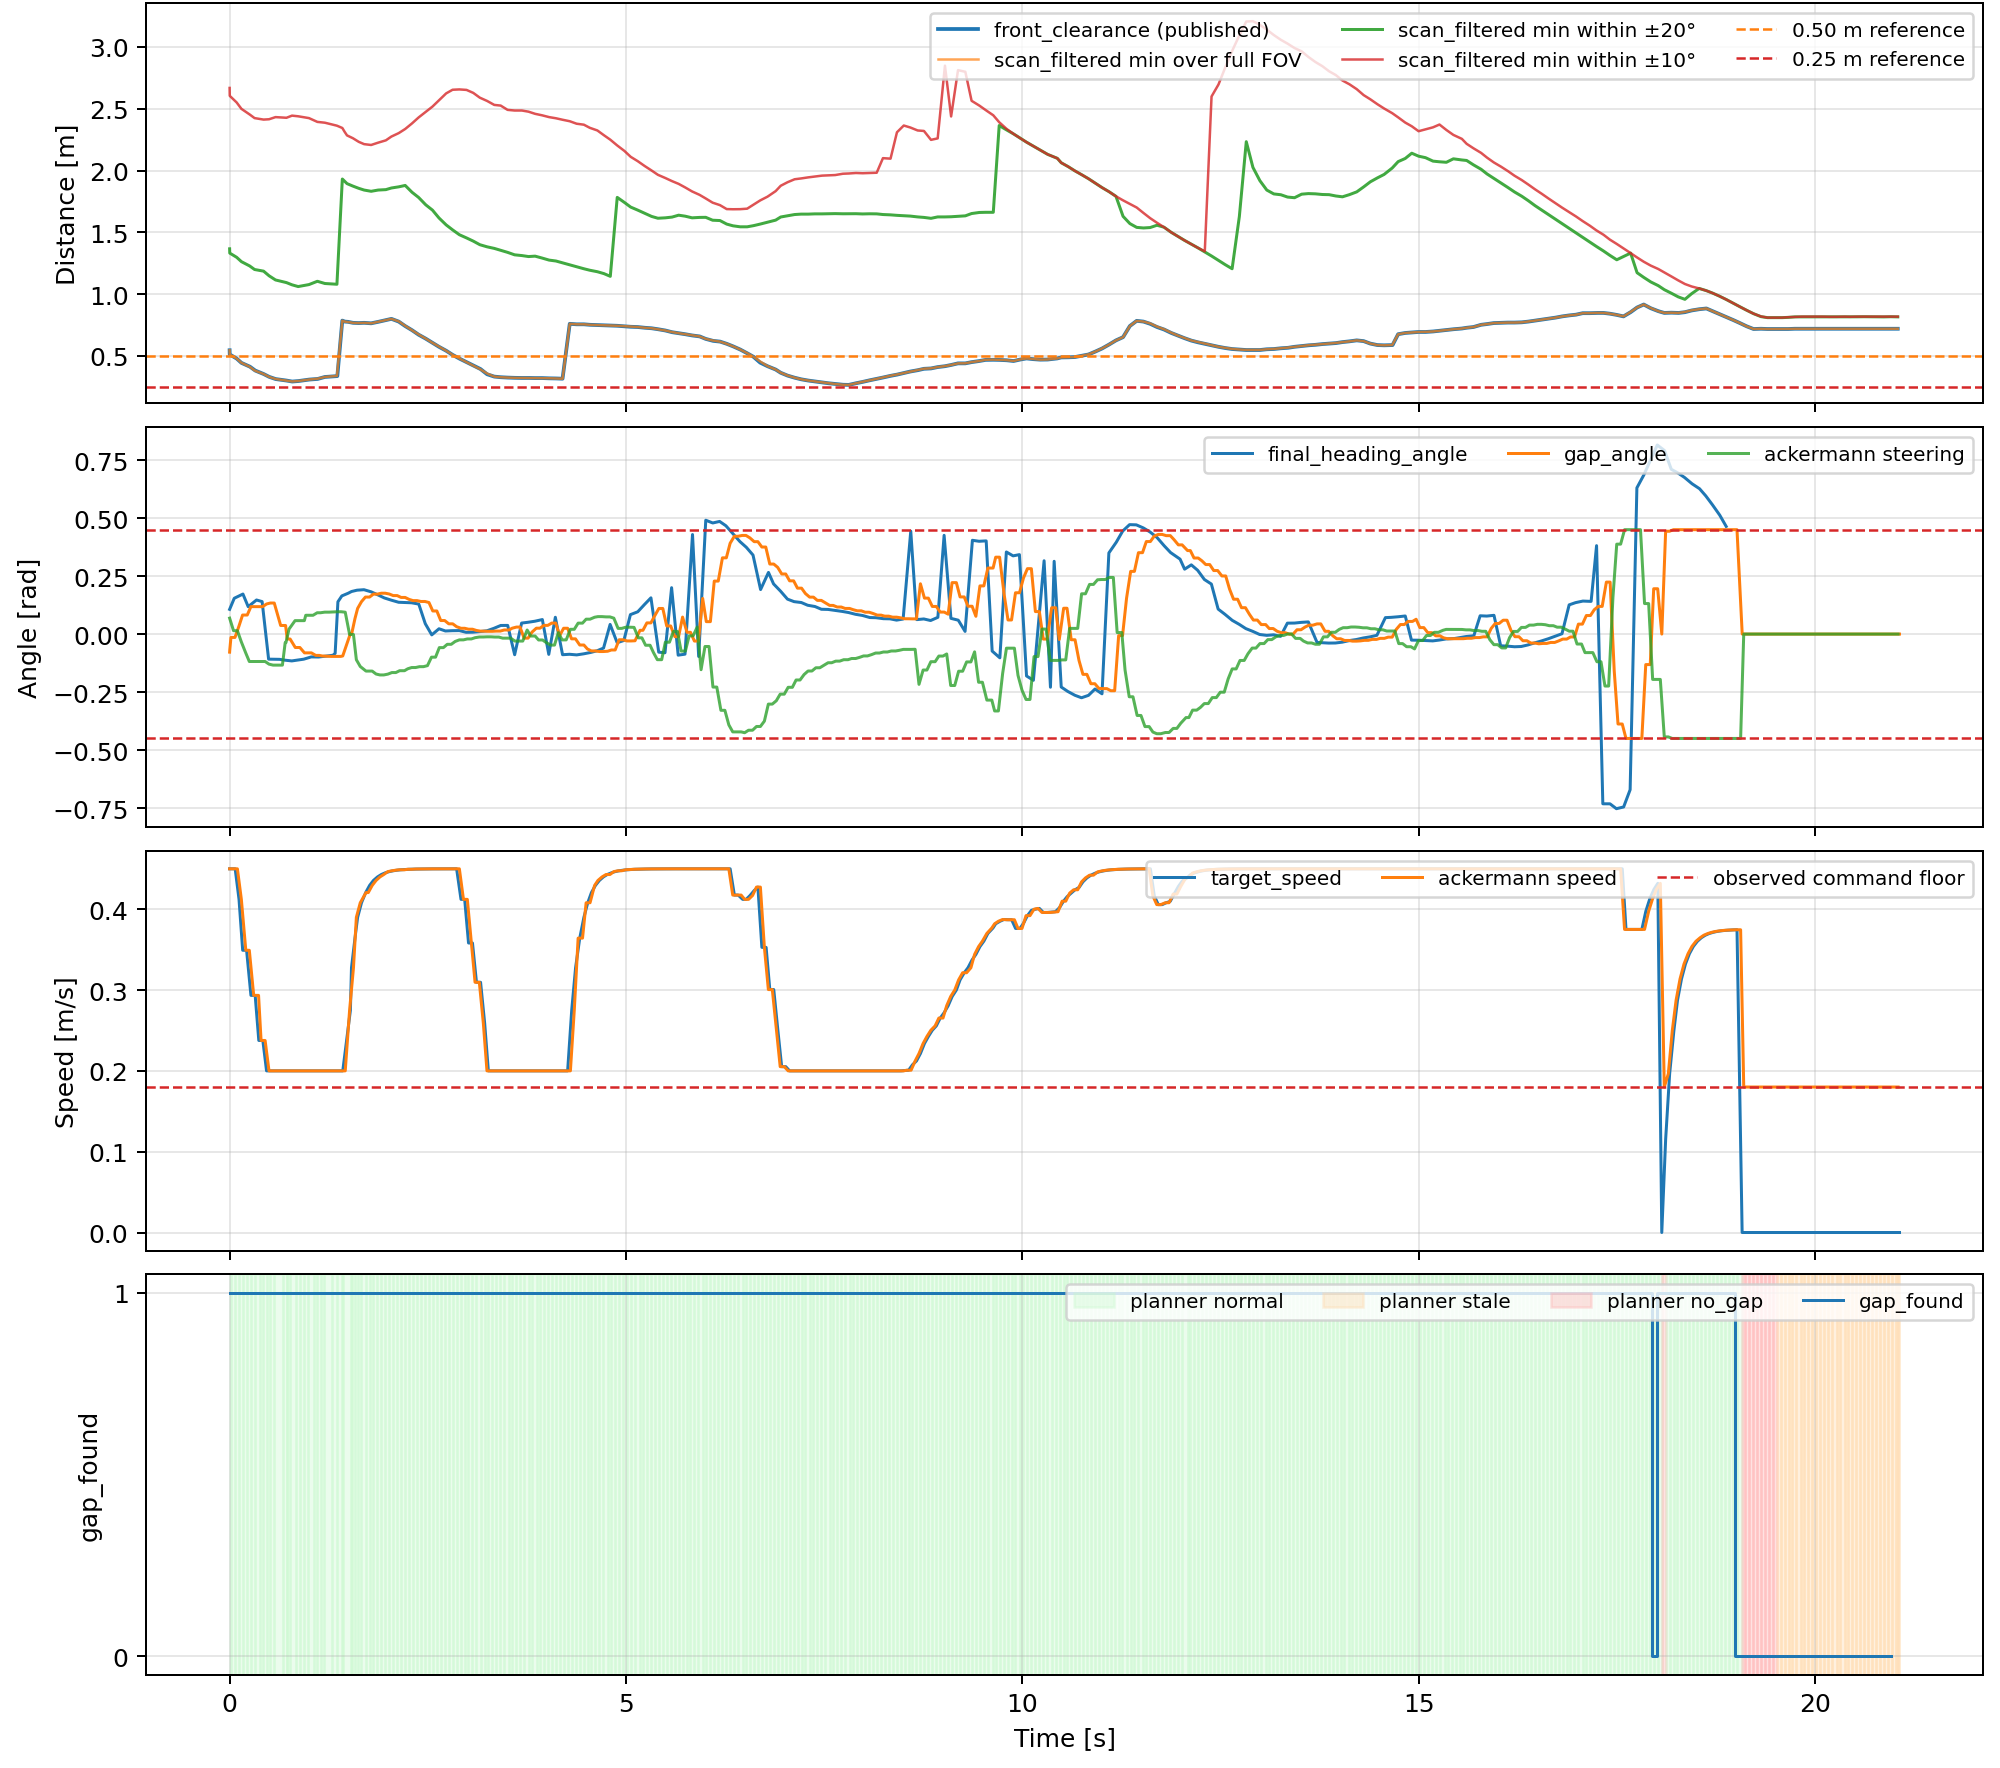 front_clearance (published)
scan_filtered min over full FOV
scan_filtered min within ±20°
scan_filtered min within ±10°
0.50 m reference
0.25 m reference
Distance [m]
3.0
2.5
2.0
1.5
1.0
0.5
final_heading_angle
gap_angle
ackermann steering
Angle [rad]
0.75
0.50
0.25
0.00
−0.25
−0.50
−0.75
target_speed
ackermann speed
observed command floor
Speed [m/s]
0.4
0.3
0.2
0.1
0.0
planner normal
planner stale
planner no_gap
gap_found
gap_found
1
0
0 5 10 15 20
Time [s]